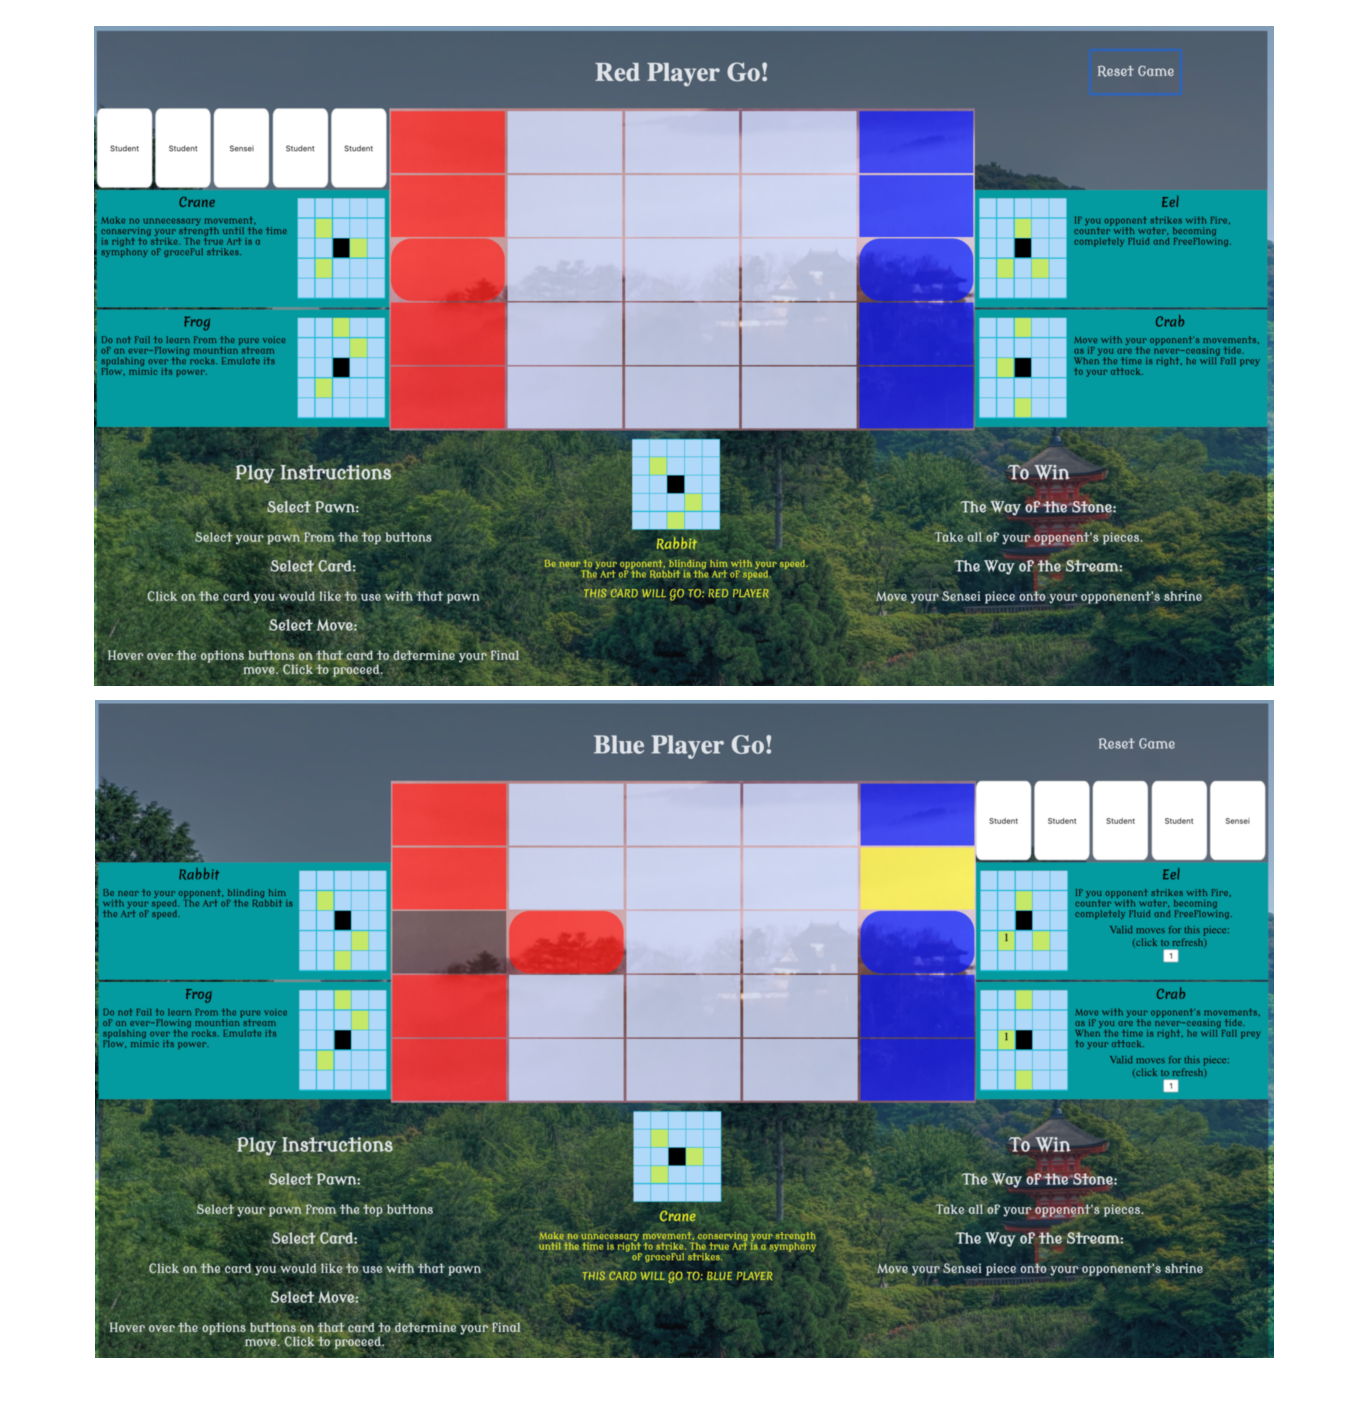 Red Player Go!
Reset Game
Student
Student
Sensei
Student
Student
Crane
Make no unnecessary movement,
conserving your strength until the time
is right to strike. The true Art is a
symphony of graceful strikes.
Frog
Do not fail to learn from the pure voice
of an ever-flowing mountian stream
spalshing over the rocks. Emulate its
flow, mimic its power.
Eel
If you opponent strikes with fire,
counter with water, becoming
completely fluid and freeflowing.
Crab
Move with your opponent's movements,
as if you are the never-ceasing tide.
When the time is right, he will fall prey
to your attack.
Play Instructions
Select Pawn:
Select your pawn from the top buttons
Select Card:
Click on the card you would like to use with that pawn
Select Move:
Hover over the options buttons on that card to determine your final
move. Click to proceed.
Rabbit
Be near to your opponent, blinding him with your speed.
The Art of the Rabbit is the Art of speed.
THIS CARD WILL GO TO: RED PLAYER
To Win
The Way of the Stone:
Take all of your oppenent's pieces.
The Way of the Stream:
Move your Sensei piece onto your opponenent's shrine
Blue Player Go!
Reset Game
Student
Student
Student
Student
Sensei
Rabbit
Be near to your opponent, blinding him
with your speed. The Art of the Rabbit is
the Art of speed.
Frog
Do not fail to learn from the pure voice
of an ever-flowing mountian stream
spalshing over the rocks. Emulate its
flow, mimic its power.
Eel
If you opponent strikes with fire,
counter with water, becoming
completely fluid and freeflowing.
Valid moves for this piece:
(click to refresh)
1
1
Crab
Move with your opponent's movements,
as if you are the never-ceasing tide.
When the time is right, he will fall prey
to your attack.
Valid moves for this piece:
(click to refresh)
1
1
Play Instructions
Select Pawn:
Select your pawn from the top buttons
Select Card:
Click on the card you would like to use with that pawn
Select Move:
Hover over the options buttons on that card to determine your final
move. Click to proceed.
Crane
Make no unnecessary movement, conserving your strength
until the time is right to strike. The true Art is a symphony
of graceful strikes.
THIS CARD WILL GO TO: BLUE PLAYER
To Win
The Way of the Stone:
Take all of your oppenent's pieces.
The Way of the Stream:
Move your Sensei piece onto your opponenent's shrine